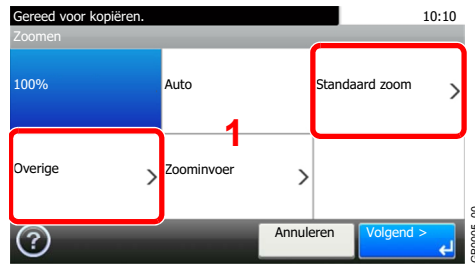 Gereed voor kopiëren. 10:10
Zoomen
100% Auto Standaard zoom >
1
Overige > Zoominvoer >
? Annuleren Volgend >